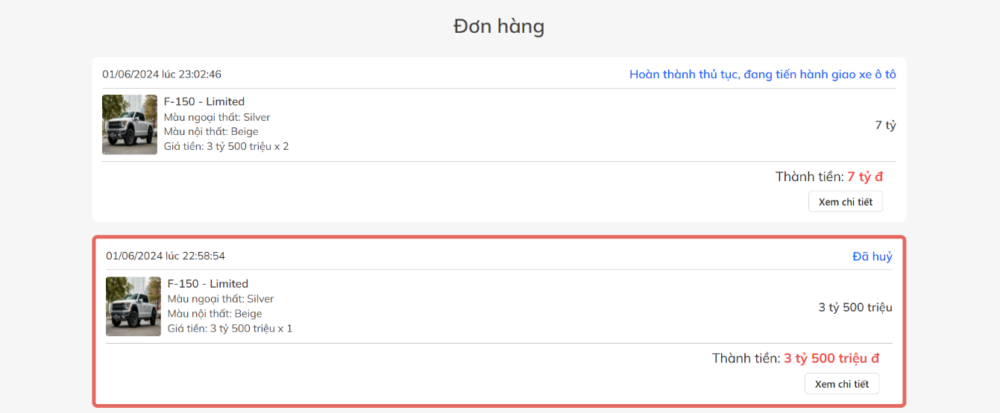 Đơn hàng
01/06/2024 lúc 23:02:46
Hoàn thành thủ tục, đang tiến hành giao xe ô tô
F-150 - Limited
Màu ngoại thất: Silver
Màu nội thất: Beige
Giá tiền: 3 tỷ 500 triệu x 2
7 tỷ
Thành tiền: 7 tỷ đ
Xem chi tiết
01/06/2024 lúc 22:58:54
Đã huỷ
F-150 - Limited
Màu ngoại thất: Silver
Màu nội thất: Beige
Giá tiền: 3 tỷ 500 triệu x 1
3 tỷ 500 triệu
Thành tiền: 3 tỷ 500 triệu đ
Xem chi tiết